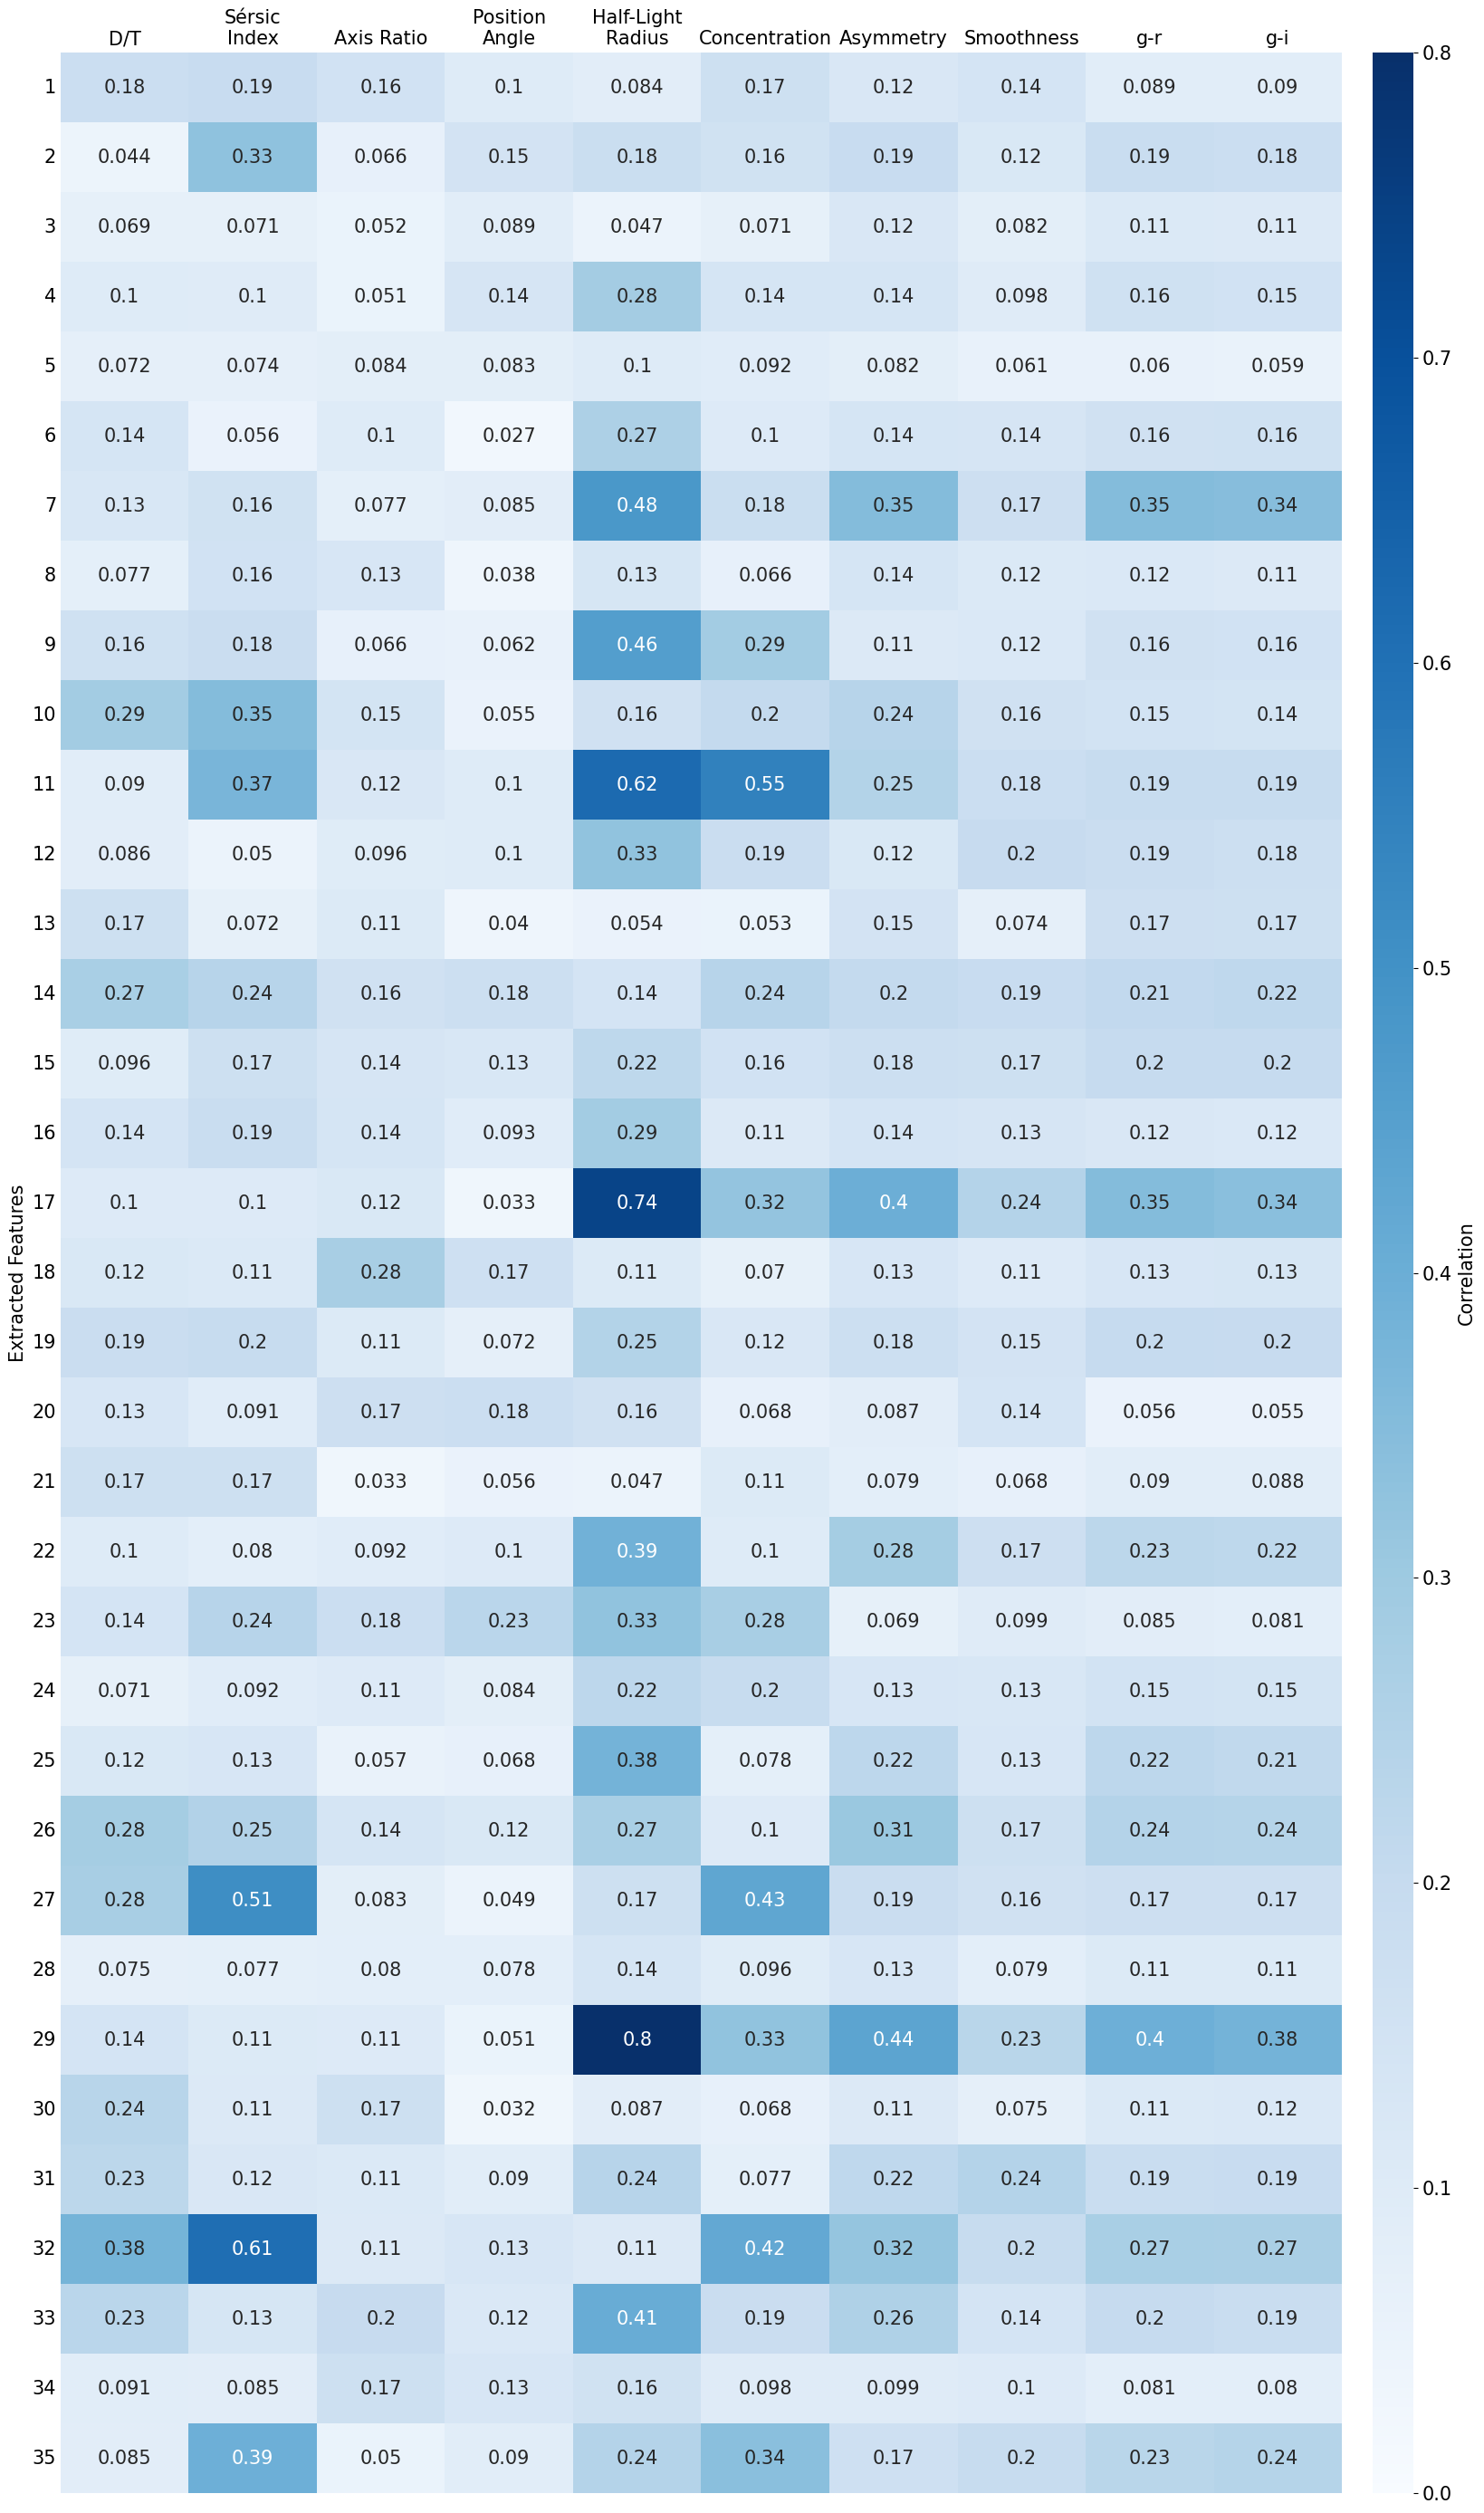 D/T Sérsic Index Axis Ratio Position Angle Half-Light Radius Concentration Asymmetry Smoothness g-r g-i
1 0.18 0.19 0.16 0.1 0.084 0.17 0.12 0.14 0.089 0.09
2 0.044 0.33 0.066 0.15 0.18 0.16 0.19 0.12 0.19 0.18
3 0.069 0.071 0.052 0.089 0.047 0.071 0.12 0.082 0.11 0.11
4 0.1 0.1 0.051 0.14 0.28 0.14 0.14 0.098 0.16 0.15
5 0.072 0.074 0.084 0.083 0.1 0.092 0.082 0.061 0.06 0.059
6 0.14 0.056 0.1 0.027 0.27 0.1 0.14 0.14 0.16 0.16
7 0.13 0.16 0.077 0.085 0.48 0.18 0.35 0.17 0.35 0.34
8 0.077 0.16 0.13 0.038 0.13 0.066 0.14 0.12 0.12 0.11
9 0.16 0.18 0.066 0.062 0.46 0.29 0.11 0.12 0.16 0.16
10 0.29 0.35 0.15 0.055 0.16 0.2 0.24 0.16 0.15 0.14
11 0.09 0.37 0.12 0.1 0.62 0.55 0.25 0.18 0.19 0.19
12 0.086 0.05 0.096 0.1 0.33 0.19 0.12 0.2 0.19 0.18
13 0.17 0.072 0.11 0.04 0.054 0.053 0.15 0.074 0.17 0.17
14 0.27 0.24 0.16 0.18 0.14 0.24 0.2 0.19 0.21 0.22
15 0.096 0.17 0.14 0.13 0.22 0.16 0.18 0.17 0.2 0.2
16 0.14 0.19 0.14 0.093 0.29 0.11 0.14 0.13 0.12 0.12
17 0.1 0.1 0.12 0.033 0.74 0.32 0.4 0.24 0.35 0.34
18 0.12 0.11 0.28 0.17 0.11 0.07 0.13 0.11 0.13 0.13
19 0.19 0.2 0.11 0.072 0.25 0.12 0.18 0.15 0.2 0.2
20 0.13 0.091 0.17 0.18 0.16 0.068 0.087 0.14 0.056 0.055
21 0.17 0.17 0.033 0.056 0.047 0.11 0.079 0.068 0.09 0.088
22 0.1 0.08 0.092 0.1 0.39 0.1 0.28 0.17 0.23 0.22
23 0.14 0.24 0.18 0.23 0.33 0.28 0.069 0.099 0.085 0.081
24 0.071 0.092 0.11 0.084 0.22 0.2 0.13 0.13 0.15 0.15
25 0.12 0.13 0.057 0.068 0.38 0.078 0.22 0.13 0.22 0.21
26 0.28 0.25 0.14 0.12 0.27 0.1 0.31 0.17 0.24 0.24
27 0.28 0.51 0.083 0.049 0.17 0.43 0.19 0.16 0.17 0.17
28 0.075 0.077 0.08 0.078 0.14 0.096 0.13 0.079 0.11 0.11
29 0.14 0.11 0.11 0.051 0.8 0.33 0.44 0.23 0.4 0.38
30 0.24 0.11 0.17 0.032 0.087 0.068 0.11 0.075 0.11 0.12
31 0.23 0.12 0.11 0.09 0.24 0.077 0.22 0.24 0.19 0.19
32 0.38 0.61 0.11 0.13 0.11 0.42 0.32 0.2 0.27 0.27
33 0.23 0.13 0.2 0.12 0.41 0.19 0.26 0.14 0.2 0.19
34 0.091 0.085 0.17 0.13 0.16 0.098 0.099 0.1 0.081 0.08
35 0.085 0.39 0.05 0.09 0.24 0.34 0.17 0.2 0.23 0.24
Extracted Features
0.8
0.7
0.6
0.5
0.4
0.3
0.2
0.1
0.0
Correlation